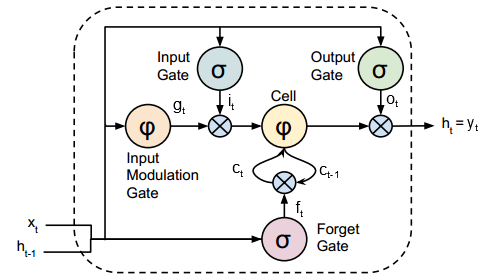 Input
Gate
σ
Output
Gate
σ
g_t
i_t
Cell
o_t
φ
φ
h_t = y_t
Input
Modulation
Gate
c_t
c_{t-1}
x_t
h_{t-1}
f_t
σ
Forget
Gate